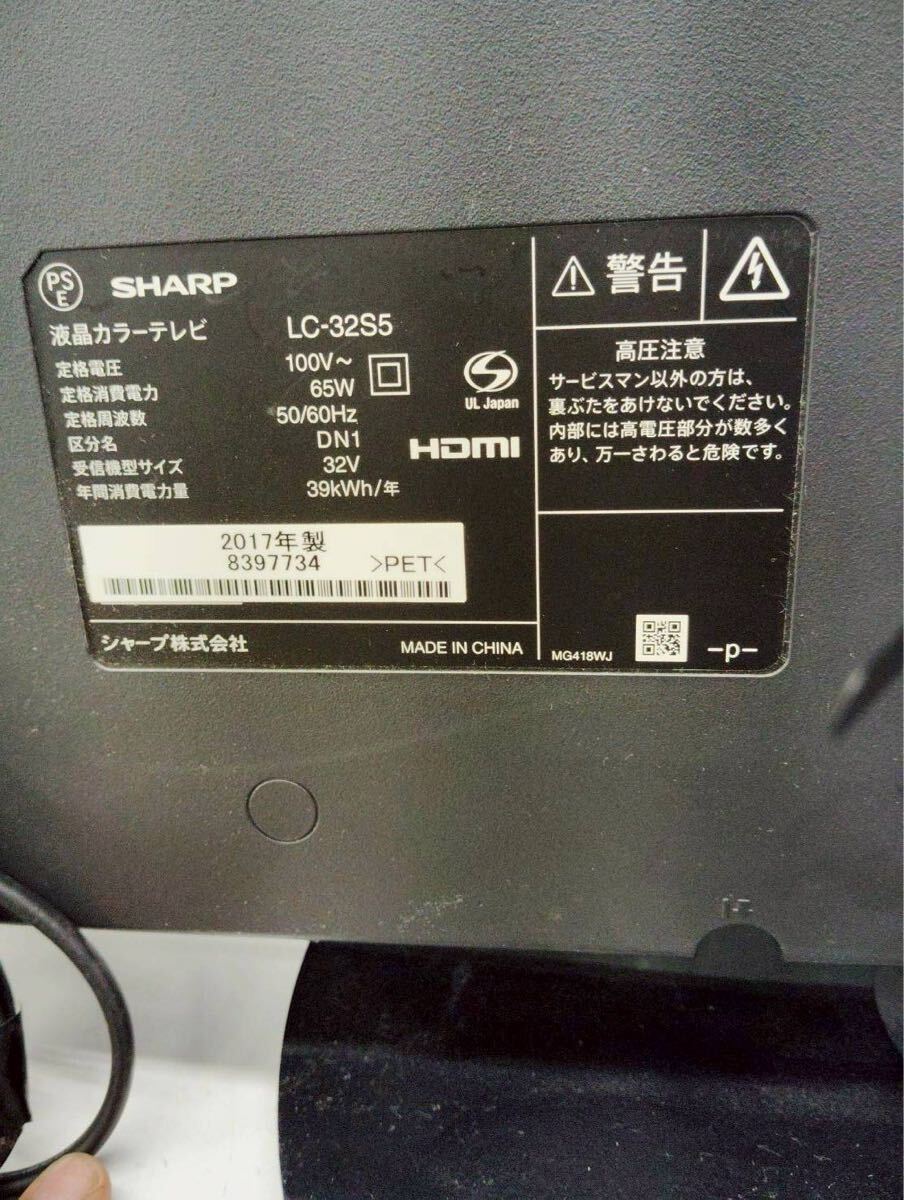 PS
E
SHARP
液晶カラーテレビ LC-32S5
定格電圧 100V～
定格消費電力 65W
定格周波数 50/60Hz
区分名 DN1
受信機型サイズ 32V
年間消費電力量 39kWh/年
S
UL Japan
HDMI
2017年製
8397734 >PET<
シャープ株式会社 MADE IN CHINA
警告
高圧注意
サービスマン以外の方は、
裏ぶたをあけないでください。
内部には高電圧部分が数多く
あり、万一さわると危険です。
MG418WJ -p-